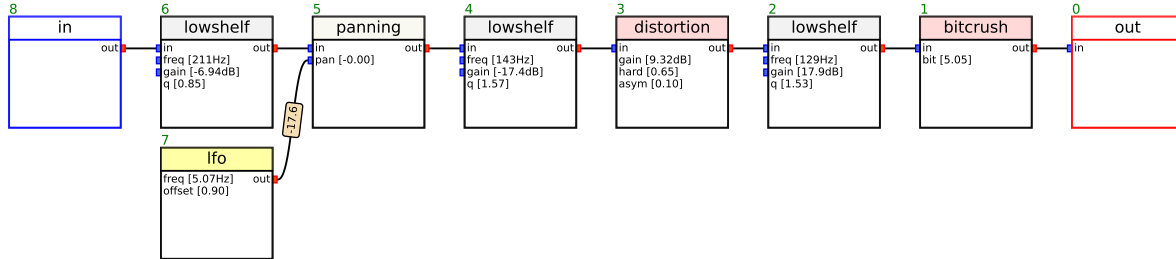 8
in
out
6
lowshelf
in out
freq [211Hz]
gain [-6.94dB]
q [0.85]
5
panning
in out
pan [-0.00]
4
lowshelf
in out
freq [143Hz]
gain [-17.4dB]
q [1.57]
3
distortion
in out
gain [9.32dB]
hard [0.65]
asym [0.10]
2
lowshelf
in out
freq [129Hz]
gain [17.9dB]
q [1.53]
1
bitcrush
in out
bit [5.05]
0
out
in
-17.6
7
lfo
freq [5.07Hz] out
offset [0.90]